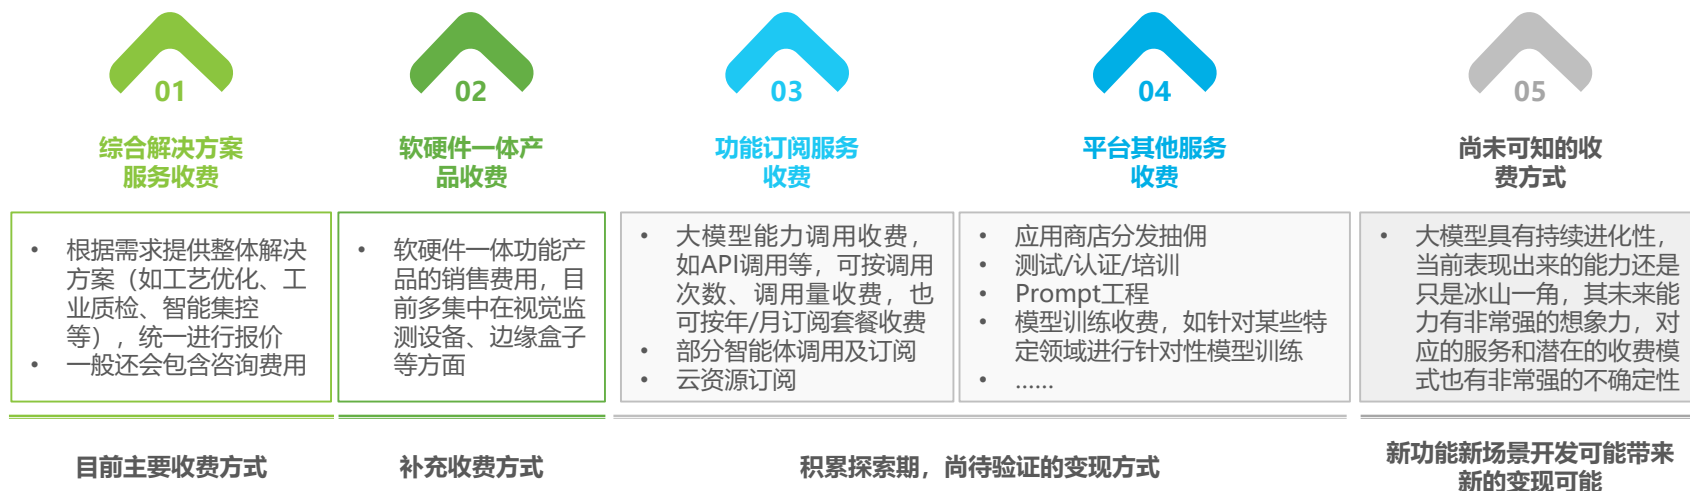 01
综合解决方案
服务收费
• 根据需求提供整体解决
方案（如工艺优化、工
业质检、智能集控
等），统一进行报价
• 一般还会包含咨询费用
目前主要收费方式
02
软硬件一体产
品收费
• 软硬件一体功能产
品的销售费用，目
前多集中在视觉监
测设备、边缘盒子
等方面
补充收费方式
03
功能订阅服务
收费
• 大模型能力调用收费，
如API调用等，可按调用
次数、调用量收费，也
可按年/月订阅套餐收费
• 部分智能体调用及订阅
• 云资源订阅
04
平台其他服务
收费
• 应用商店分发抽佣
• 测试/认证/培训
• Prompt工程
• 模型训练收费，如针对某些特
定领域进行针对性模型训练
• ......
积累探索期，尚待验证的变现方式
05
尚未可知的收
费方式
• 大模型具有持续进化性，
当前表现出来的能力还是
只是冰山一角，其未来能
力有非常强的想象力，对
应的服务和潜在的收费模
式也有非常强的不确定性
新功能新场景开发可能带来
新的变现可能